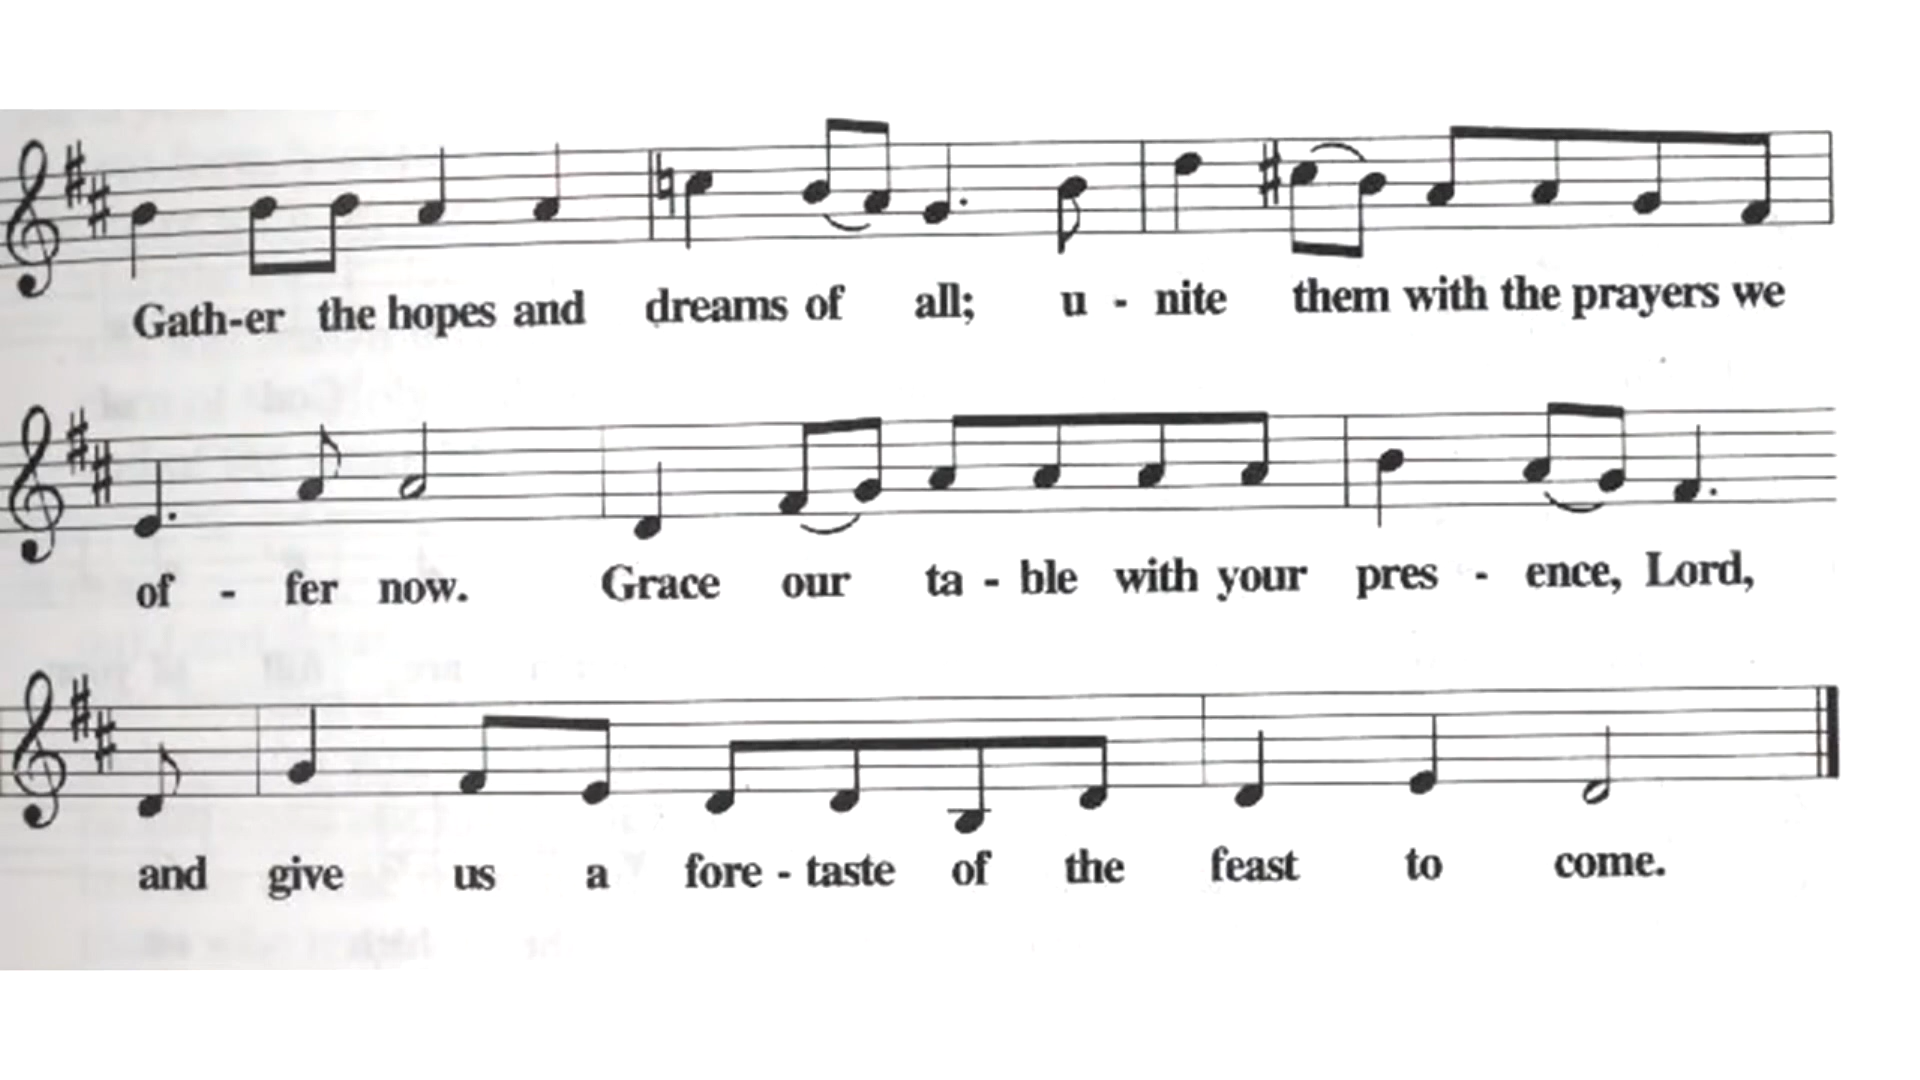 Gath-er the hopes and dreams of all; u - nite them with the prayers we
of - fer now. Grace our ta - ble with your pres - ence, Lord,
and give us a fore - taste of the feast to come.